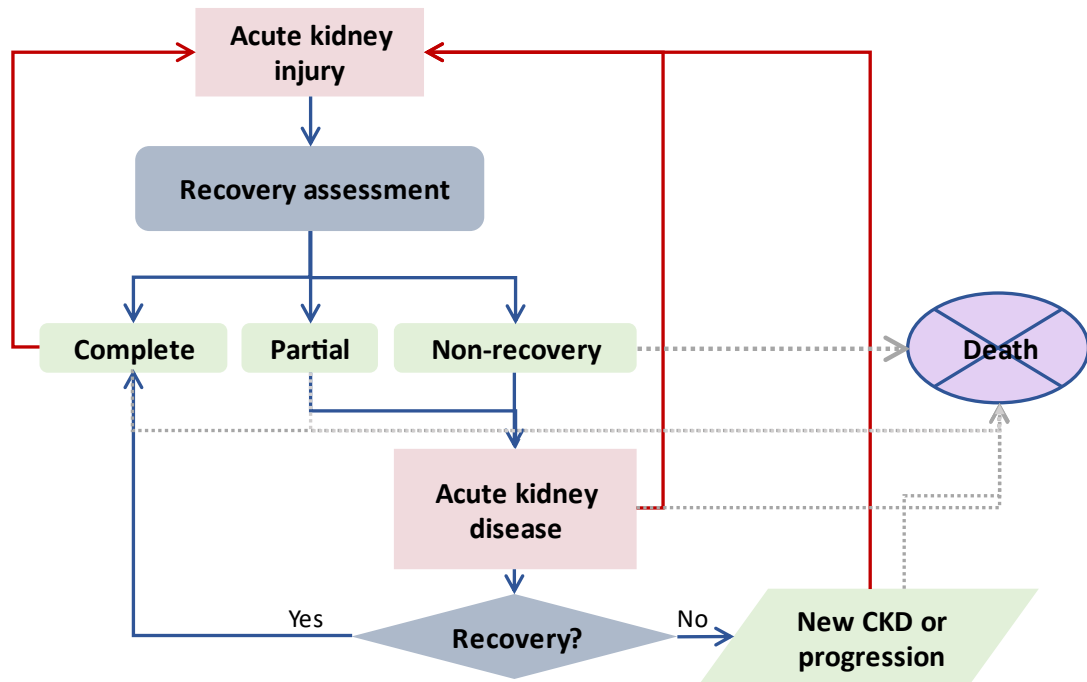 Acute kidney
injury
Recovery assessment
Complete
Partial
Non-recovery
Death
Acute kidney
disease
Yes
Recovery?
No
New CKD or
progression